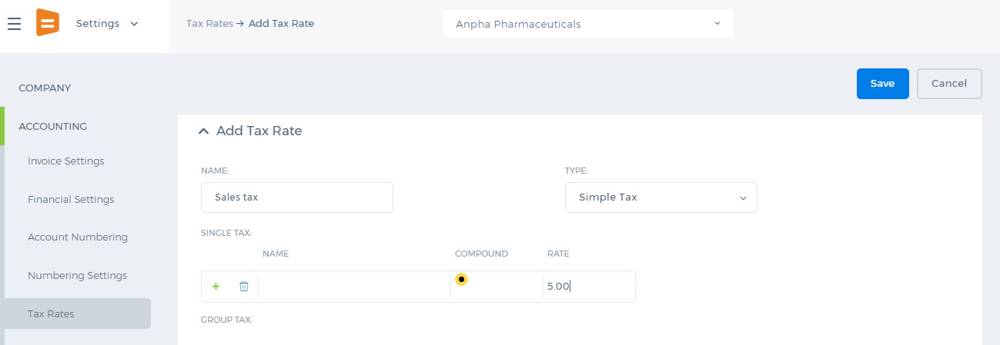 Settings
Tax Rates → Add Tax Rate
Anpha Pharmaceuticals
COMPANY
Save
Cancel
ACCOUNTING
Add Tax Rate
Invoice Settings
NAME:
TYPE:
Financial Settings
Sales tax
Simple Tax
Account Numbering
SINGLE TAX:
NAME
COMPOUND
RATE
Numbering Settings
5.00
Tax Rates
GROUP TAX: